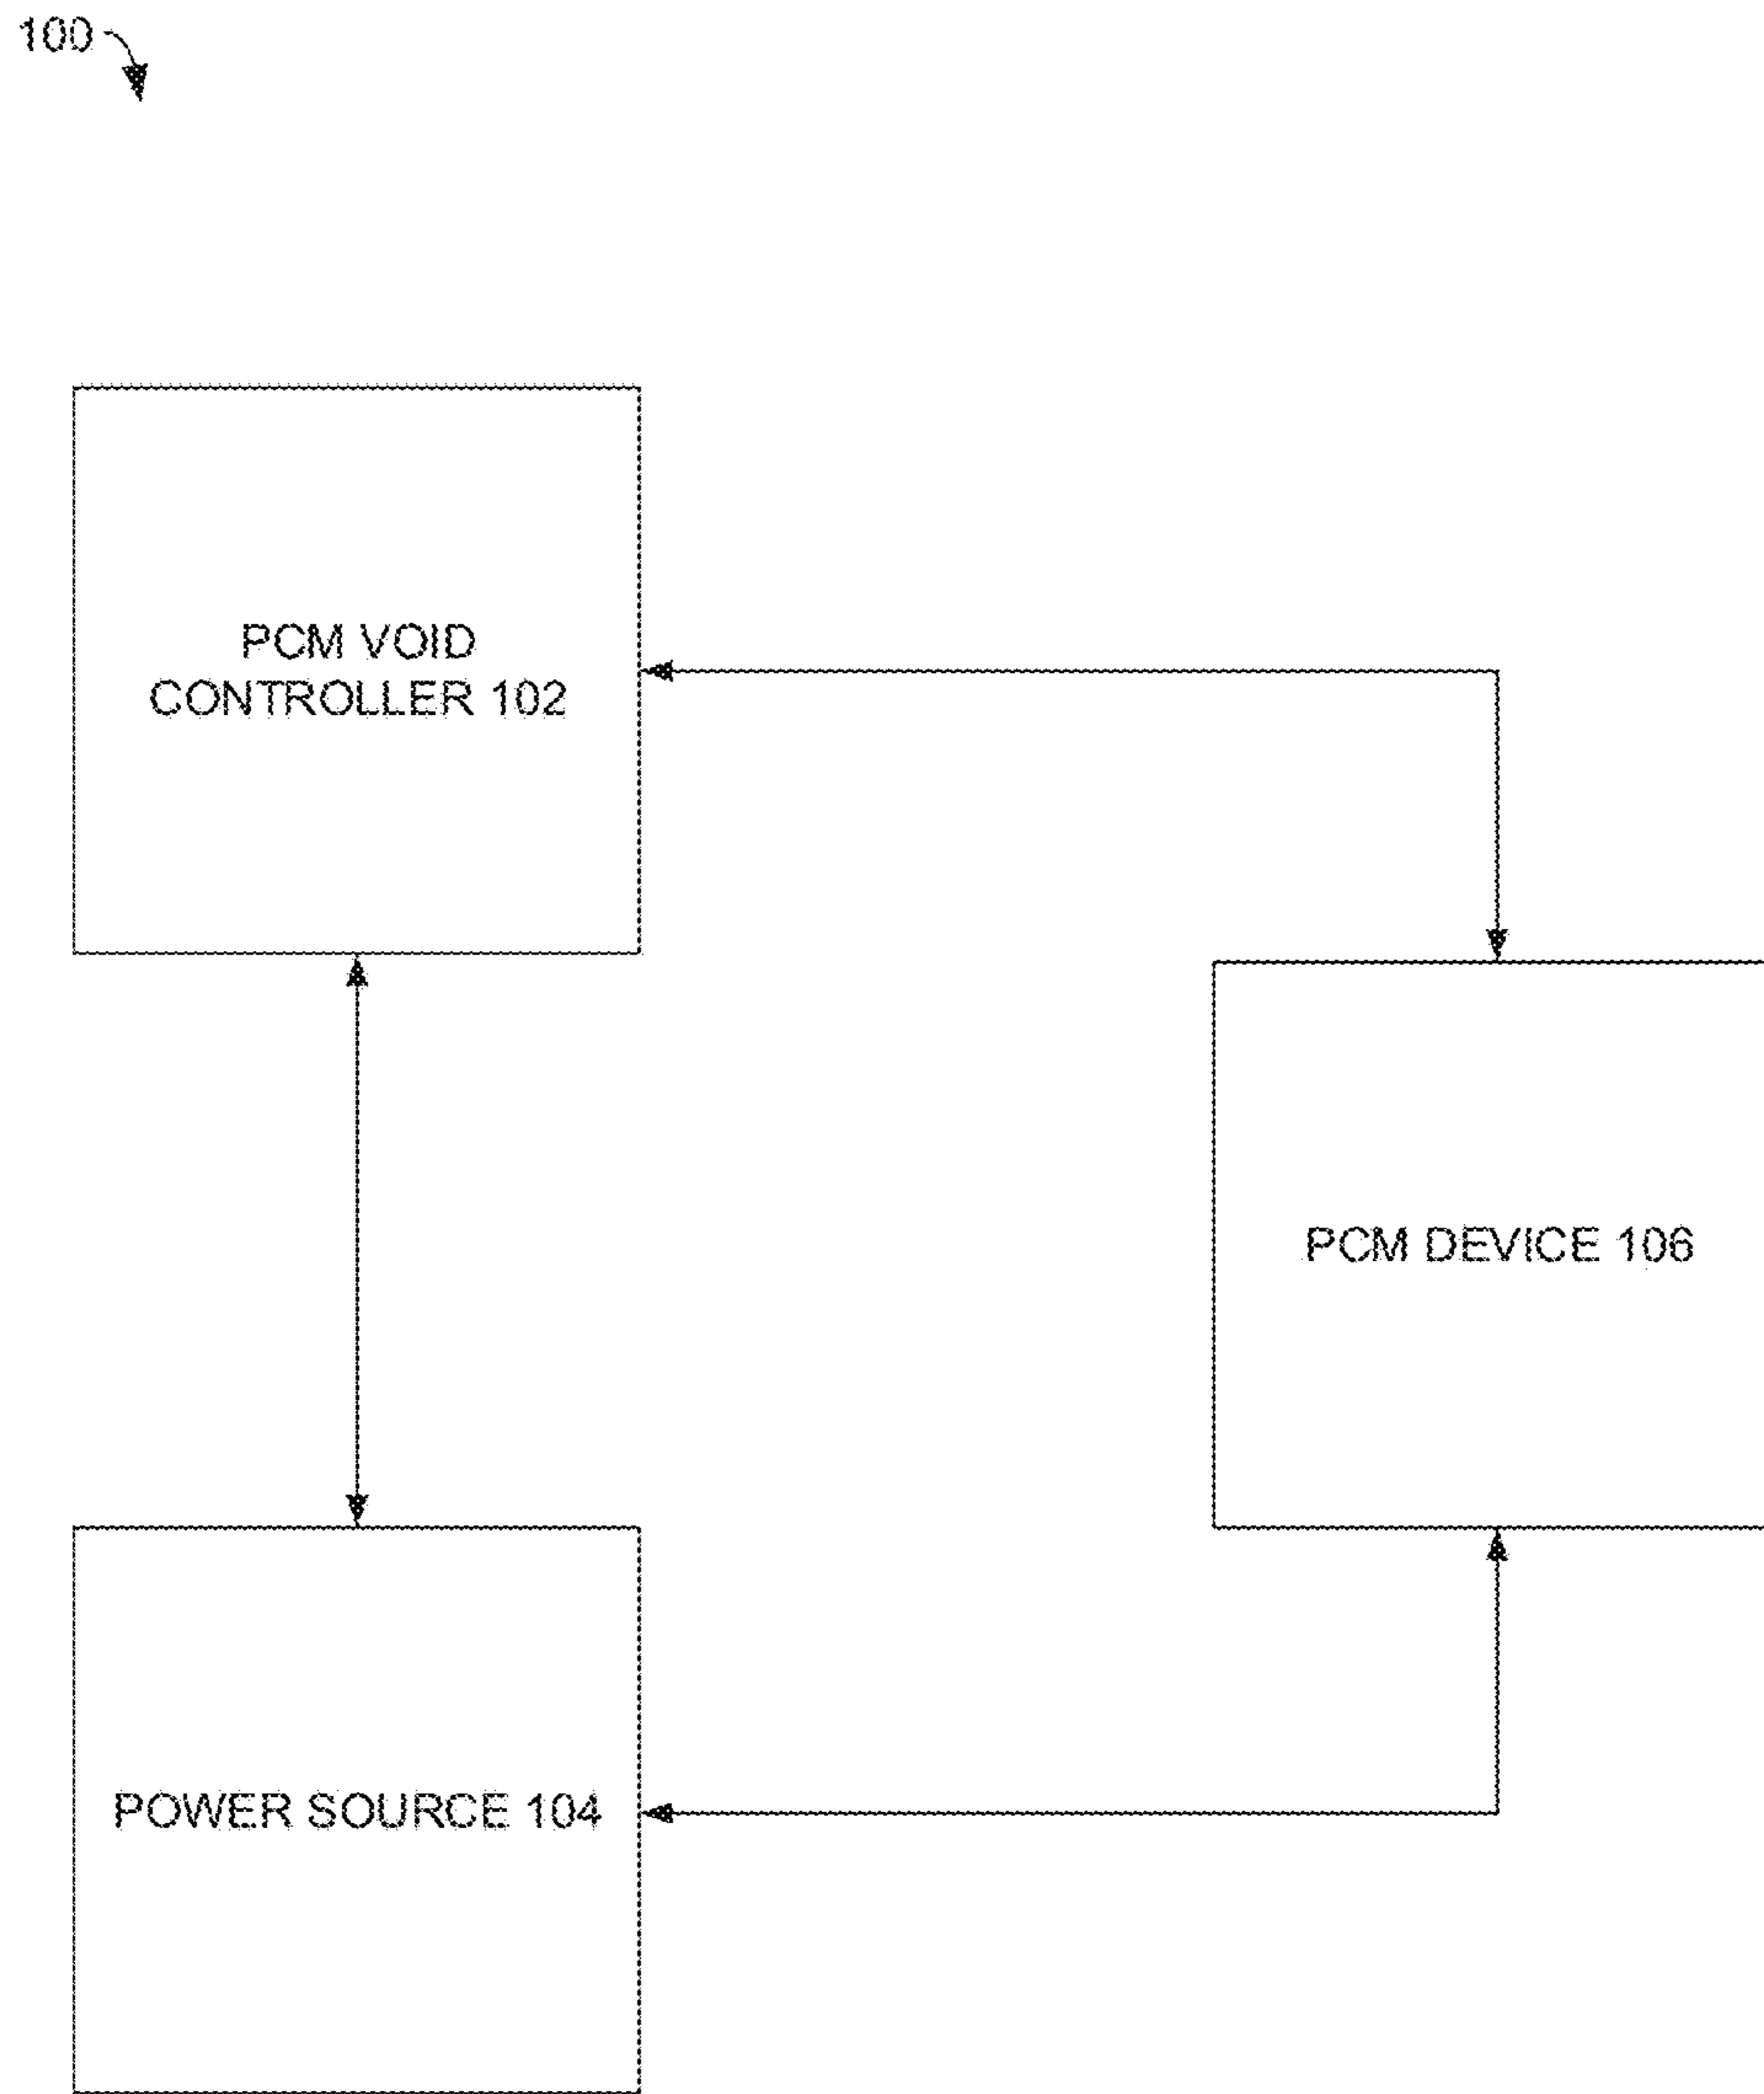 100
PCM VOID
CONTROLLER 102
PCM DEVICE 106
POWER SOURCE 104